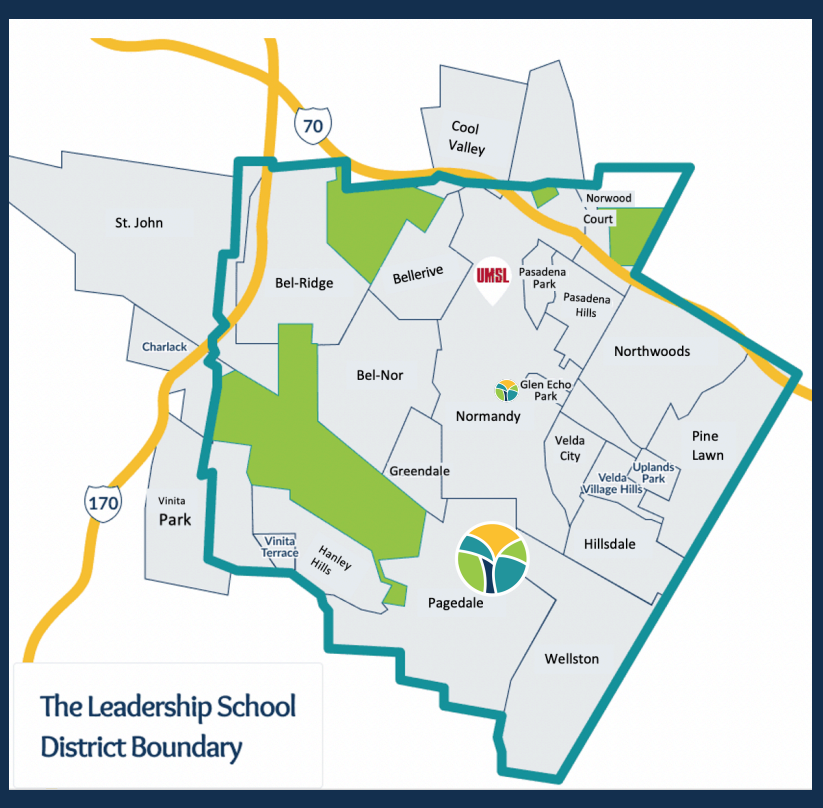 70
Cool
Valley
Norwood
Court
St. John
Bel-Ridge
Bellerive
UMSL
Pasadena
Park
Pasadena
Hills
Charlack
Northwoods
Bel-Nor
Glen Echo
Park
Normandy
Velda
City
Pine
Lawn
Greendale
Uplands
Park
Velda
Village Hills
170
Vinita
Park
Vinita
Terrace
Hanley
Hills
Hillsdale
Pagedale
Wellston
The Leadership School
District Boundary